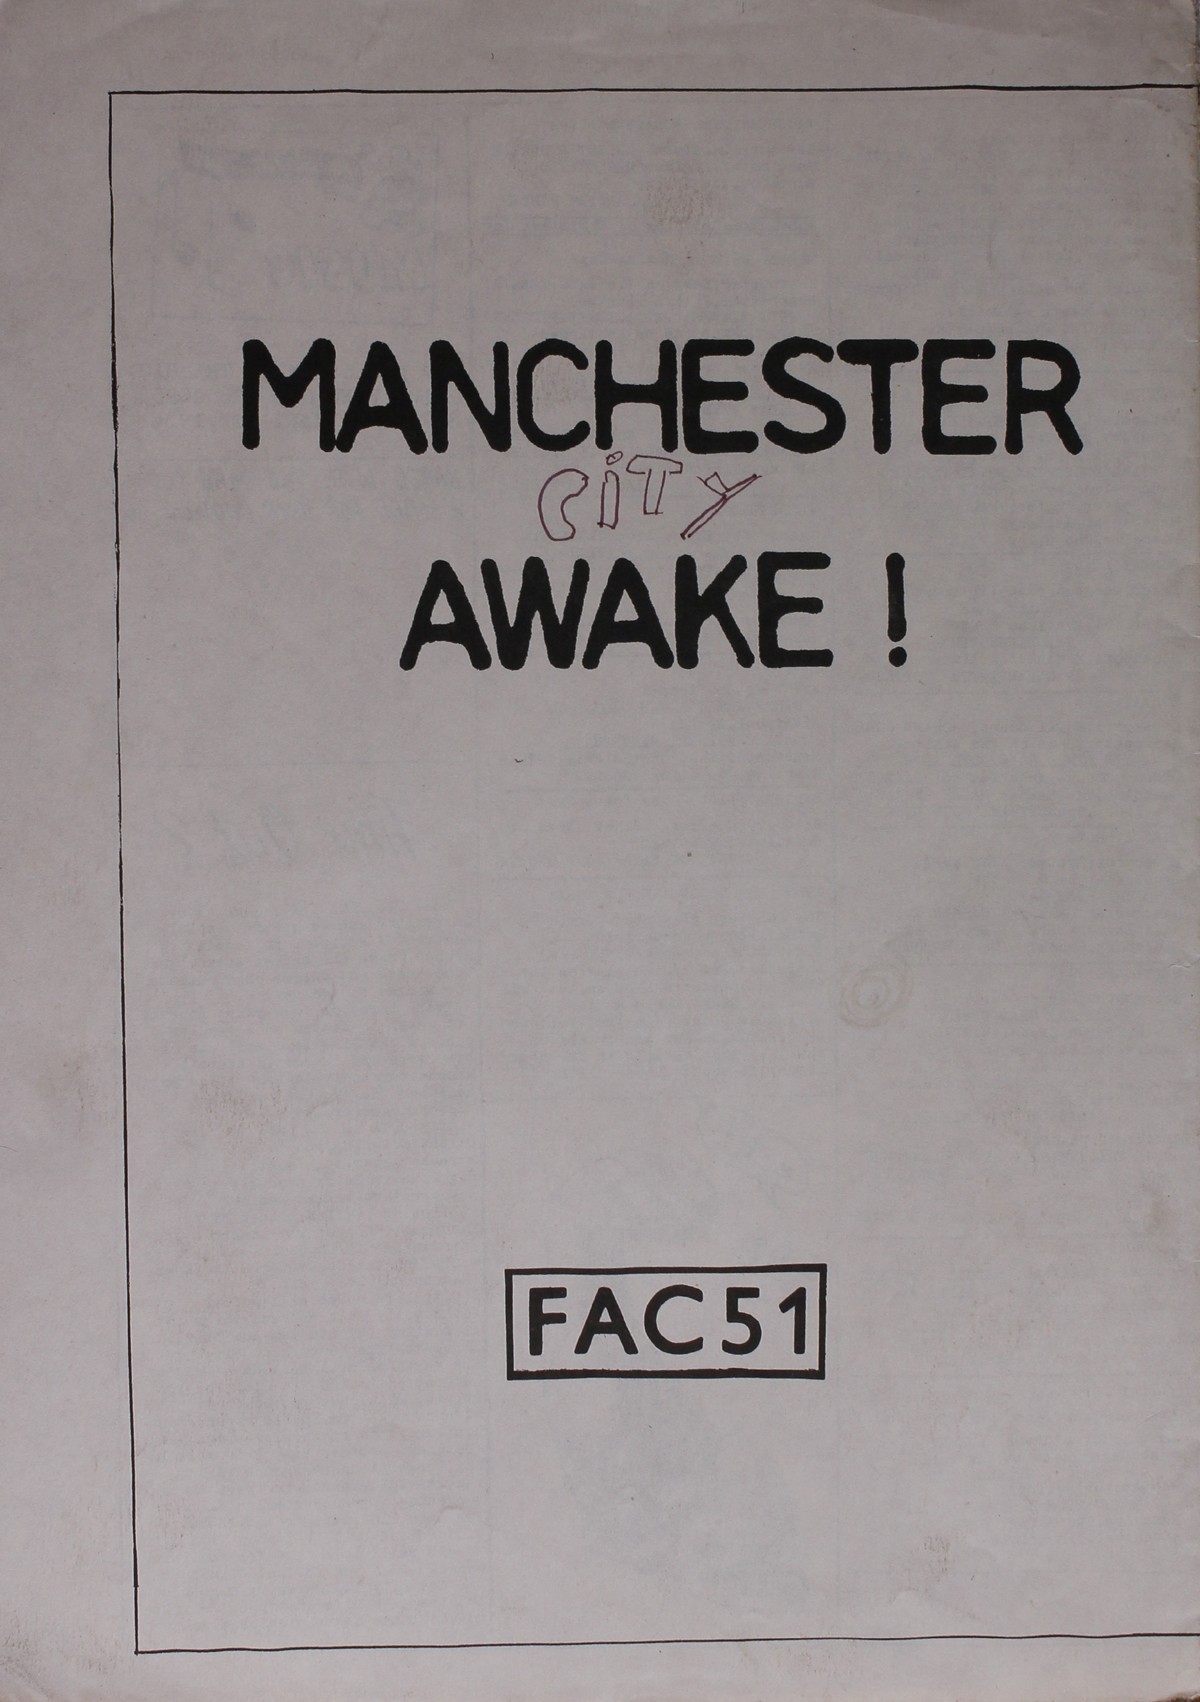 MANCHESTER
CiTy
AWAKE !
FAC51